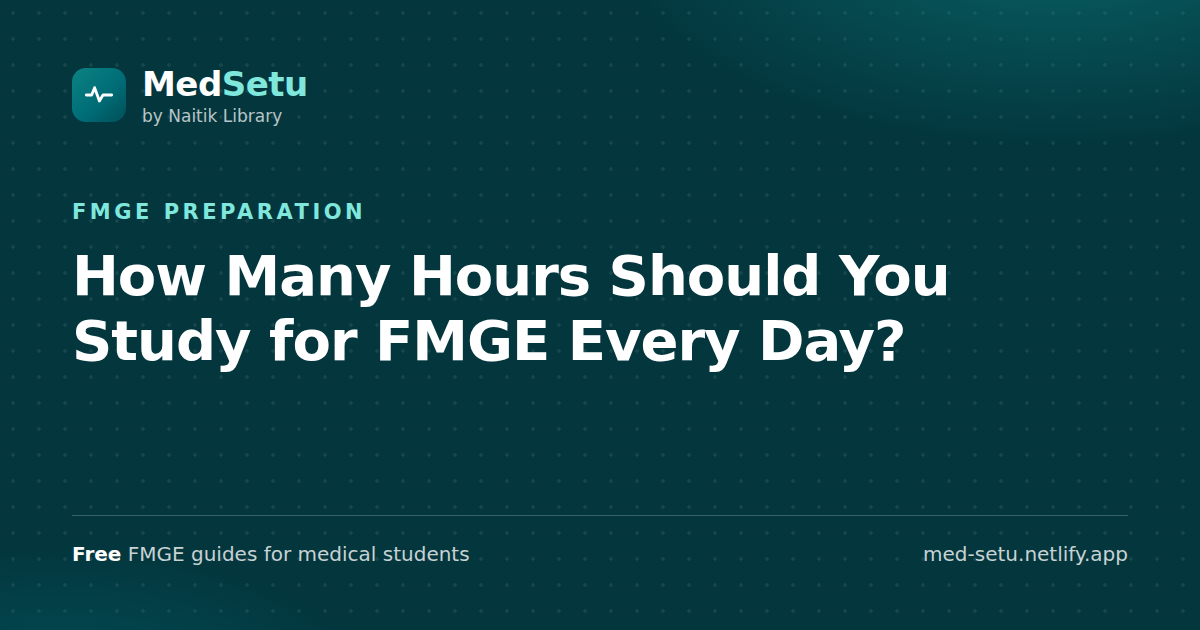 MedSetu
by Naitik Library
FMGE PREPARATION
How Many Hours Should You
Study for FMGE Every Day?
Free FMGE guides for medical students
med-setu.netlify.app